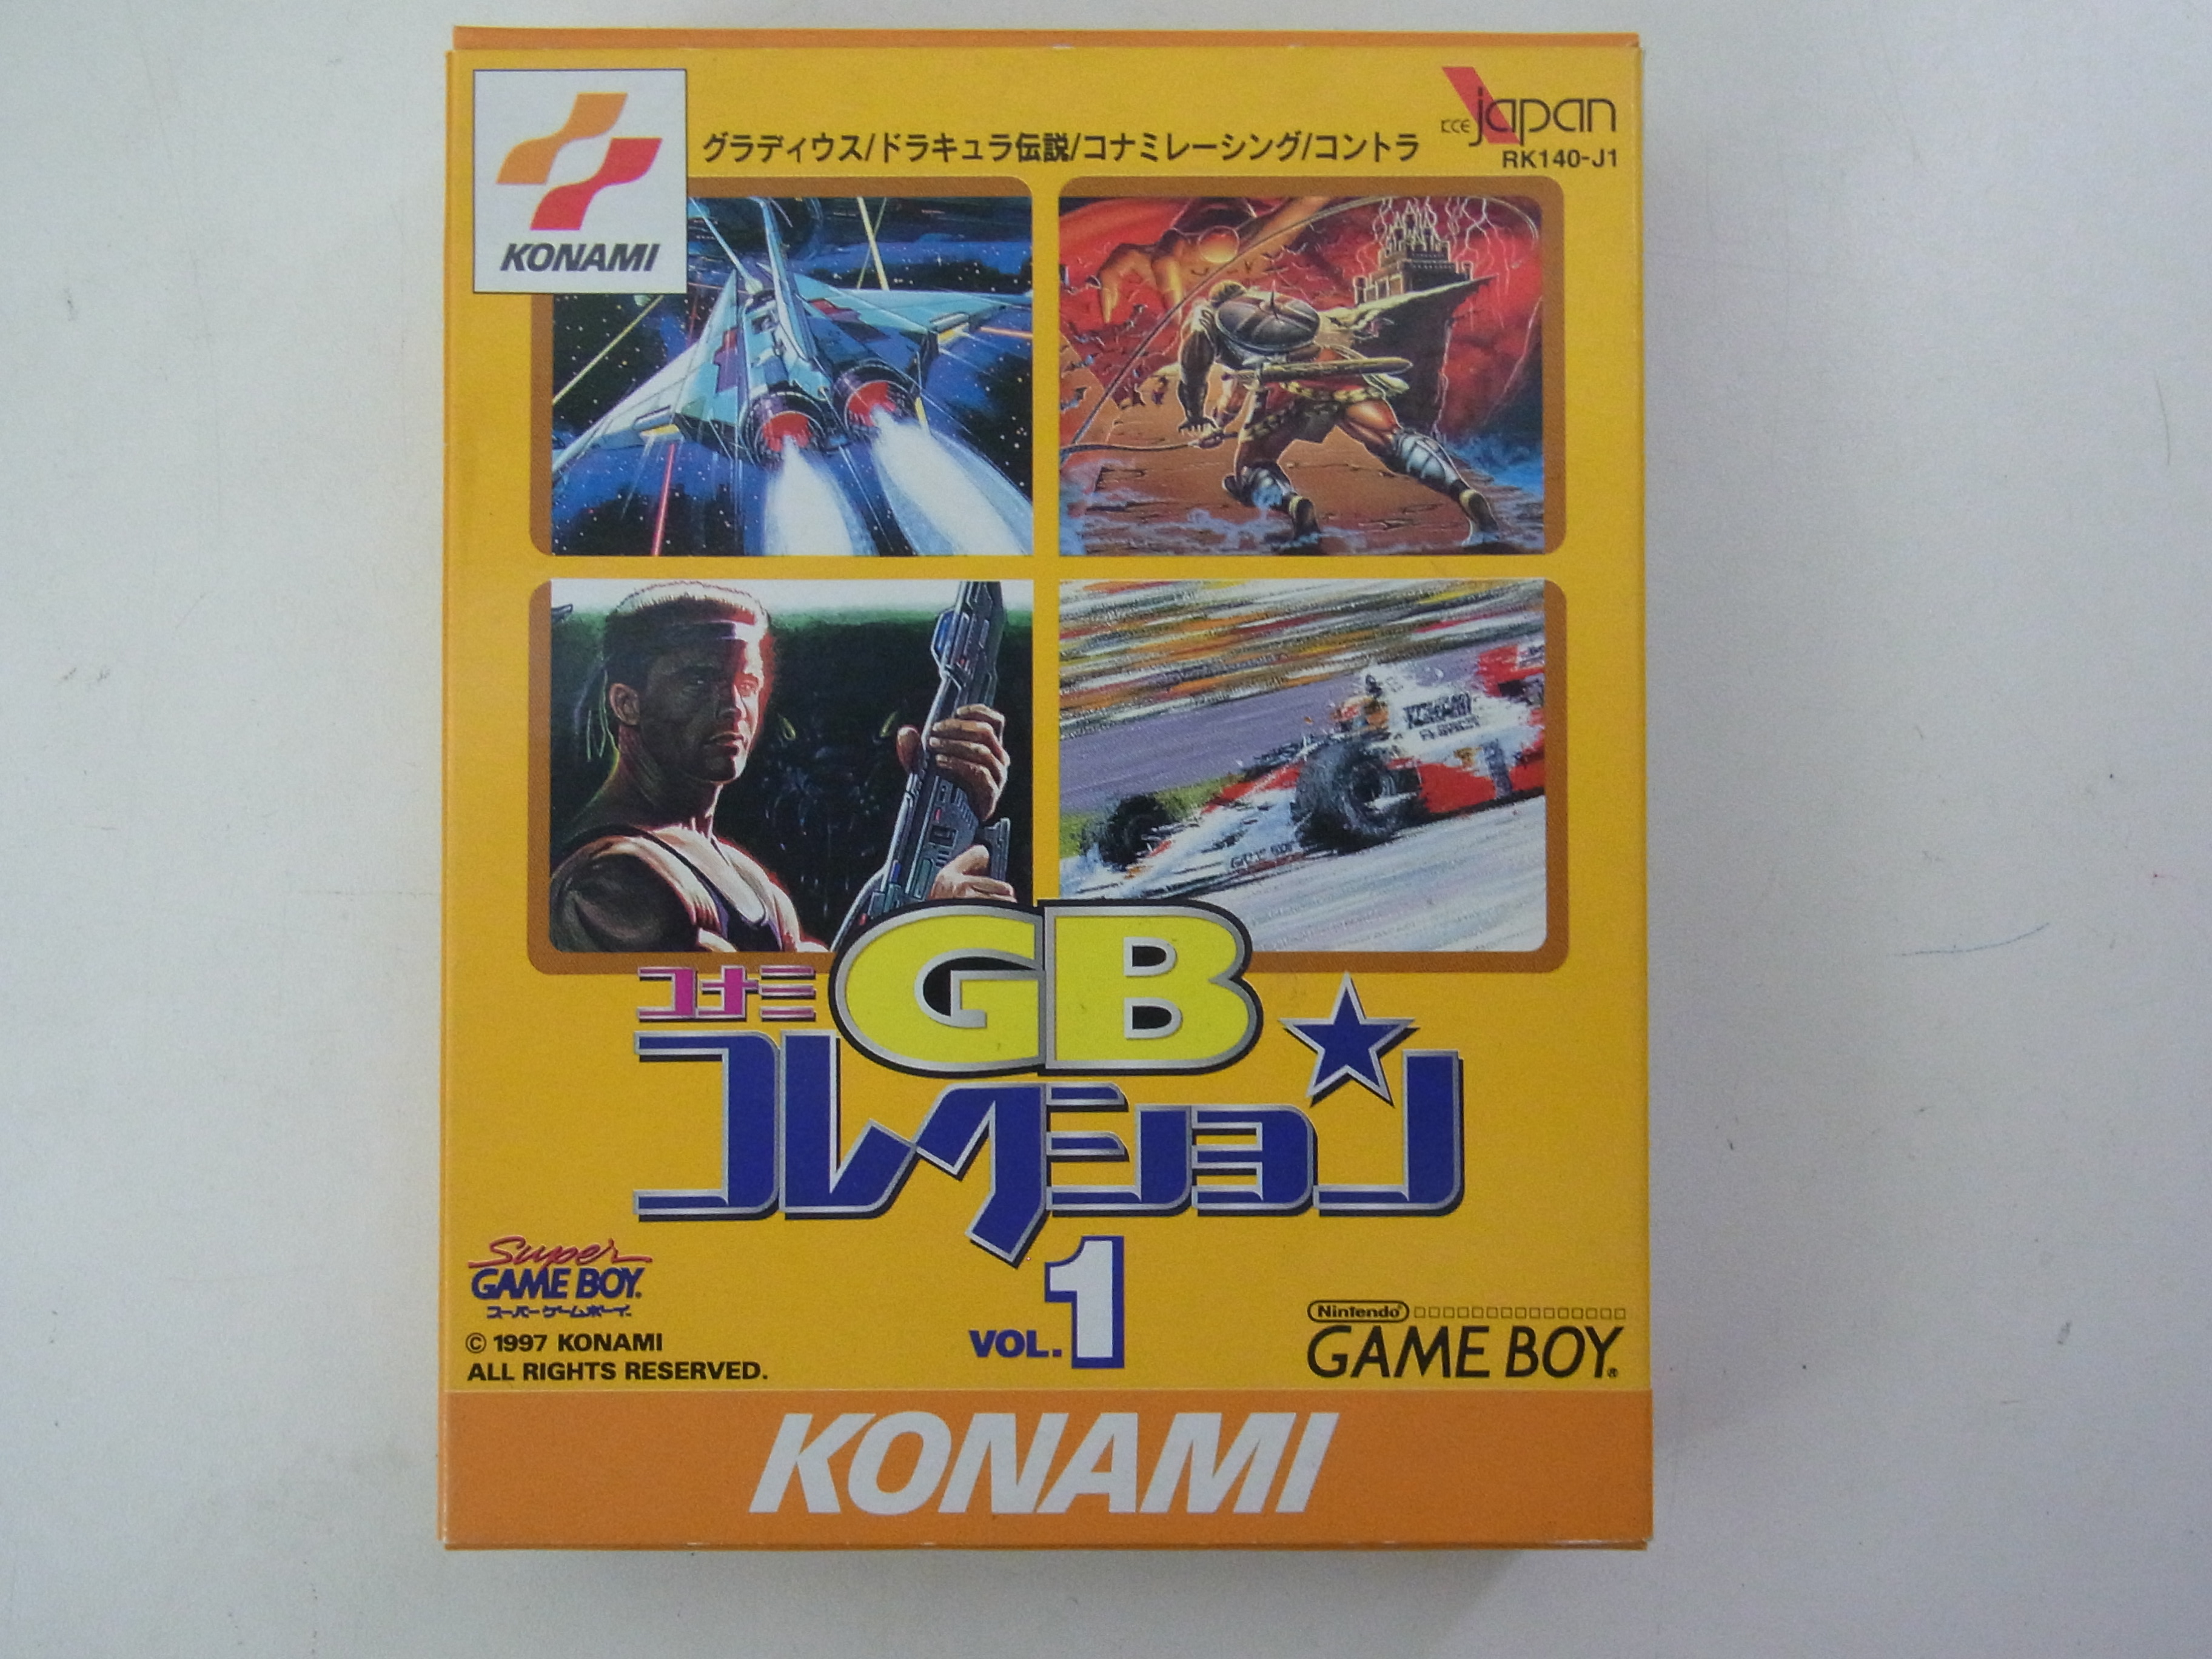 KONAMI
グラディウス/ドラキュラ伝説/コナミレーシング/コントラ
KCE japan
RK140-J1
コナミ
GB
コレクション
VOL.1
Super
GAME BOY.
スーパーゲームボーイ.
© 1997 KONAMI
ALL RIGHTS RESERVED.
Nintendo®
GAME BOY®
KONAMI